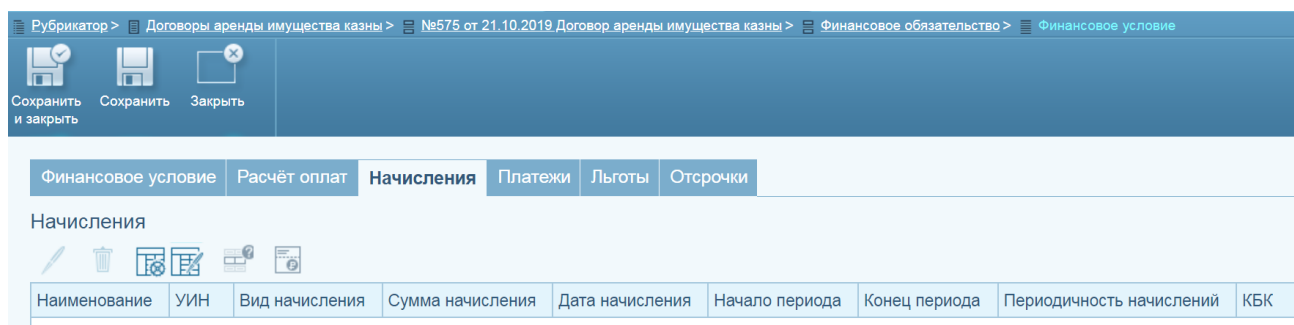 Рубрикатор > Договоры аренды имущества казны > №575 от 21.10.2019 Договор аренды имущества казны > Финансовое обязательство > Финансовое условие
Сохранить и закрыть
Сохранить
Закрыть
Финансовое условие Расчёт оплат Начисления Платежи Льготы Отсрочки
Начисления
Наименование УИН Вид начисления Сумма начисления Дата начисления Начало периода Конец периода Периодичность начислений КБК